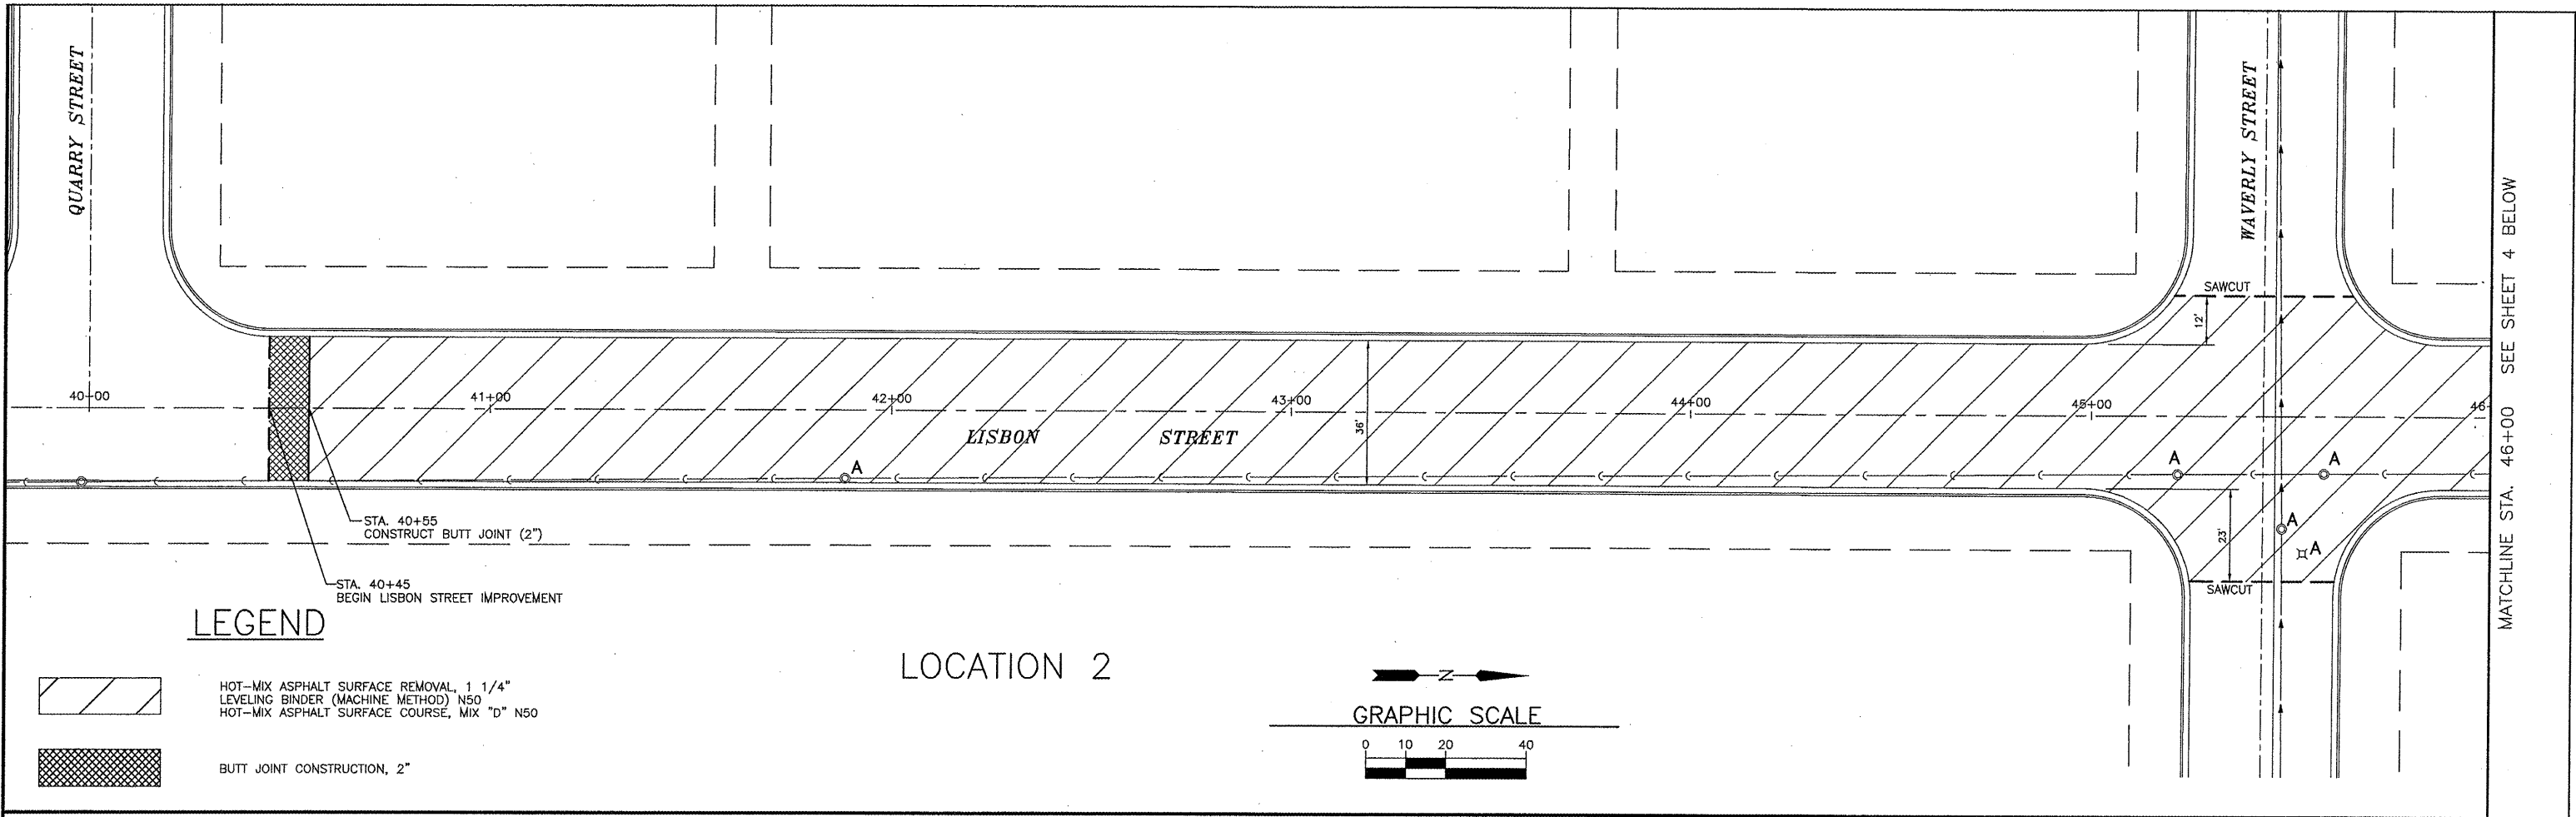 QUARRY STREET
WAVERLY STREET
SAWCUT
12'
40+00
41+00
42+00
43+00
44+00
45+00
46
LISBON STREET
36'
A
A
A
A
A
23'
SAWCUT
STA. 40+55
CONSTRUCT BUTT JOINT (2")
STA. 40+45
BEGIN LISBON STREET IMPROVEMENT
MATCHLINE STA. 46+00 SEE SHEET 4 BELOW
LEGEND
HOT-MIX ASPHALT SURFACE REMOVAL, 1 1/4"
LEVELING BINDER (MACHINE METHOD) N50
HOT-MIX ASPHALT SURFACE COURSE, MIX "D" N50
BUTT JOINT CONSTRUCTION, 2"
LOCATION 2
N
GRAPHIC SCALE
0 10 20 40